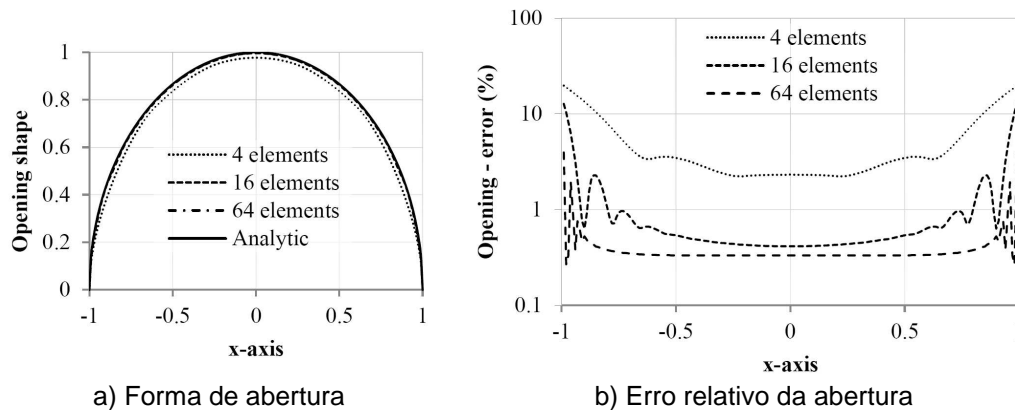 Opening shape
1
0.8
0.6
0.4
0.2
0
4 elements
16 elements
64 elements
Analytic
-1
-0.5
0
0.5
1
x-axis
a) Forma de abertura
Opening - error (%)
100
10
1
0.1
4 elements
16 elements
64 elements
-1
-0.5
0
0.5
x-axis
b) Erro relativo da abertura